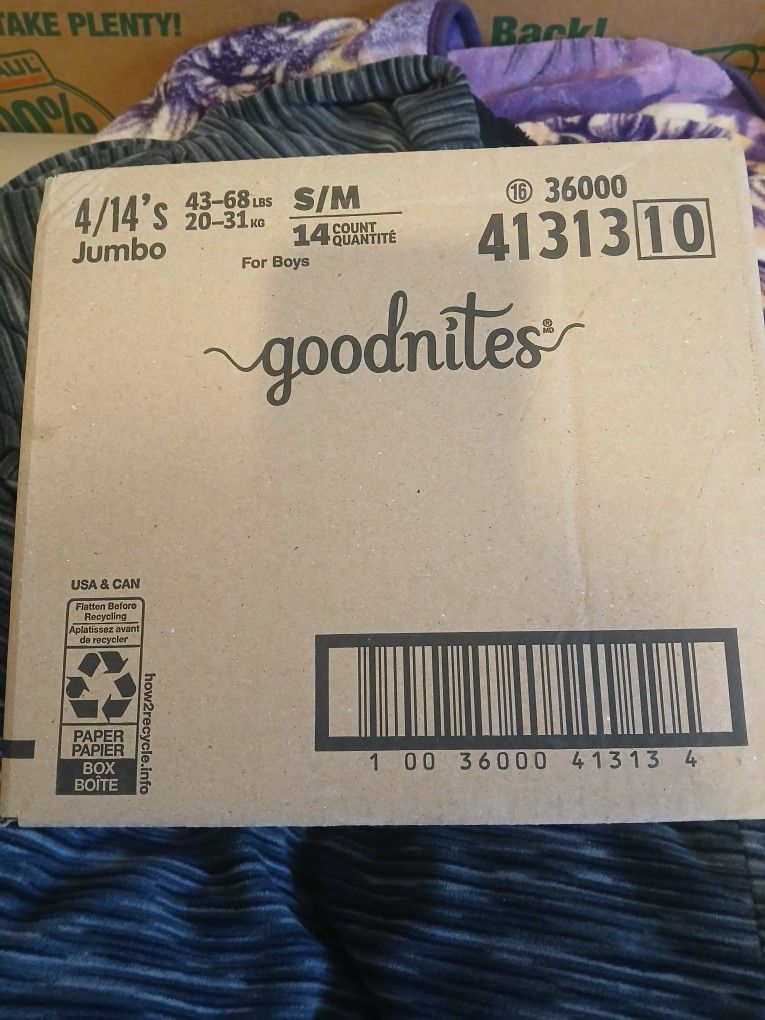 TAKE PLENTY!
Back!
4/14's
Jumbo
43–68 LBS
20–31 KG
S/M
14 COUNT
QUANTITÉ
For Boys
16 36000
41313 10
goodnites ® MD
USA & CAN
Flatten Before
Recycling
Aplatissez avant
de recycler
PAPER
PAPIER
BOX
BOÎTE
how2recycle.info
1 00 36000 41313 4